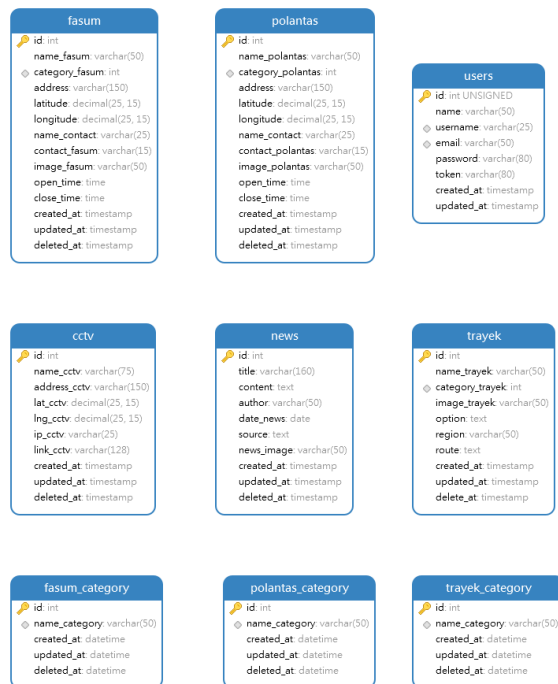 fasum
id: int
name_fasum: varchar(50)
category_fasum: int
address: varchar(150)
latitude: decimal(25, 15)
longitude: decimal(25, 15)
name_contact: varchar(25)
contact_fasum: varchar(15)
image_fasum: varchar(50)
open_time: time
close_time: time
created_at: timestamp
updated_at: timestamp
deleted_at: timestamp
polantas
id: int
name_polantas: varchar(50)
category_polantas: int
address: varchar(150)
latitude: decimal(25, 15)
longitude: decimal(25, 15)
name_contact: varchar(25)
contact_polantas: varchar(15)
image_polantas: varchar(50)
open_time: time
close_time: time
created_at: timestamp
updated_at: timestamp
deleted_at: timestamp
users
id: int UNSIGNED
name: varchar(50)
username: varchar(25)
email: varchar(50)
password: varchar(80)
token: varchar(80)
created_at: timestamp
updated_at: timestamp
cctv
id: int
name_cctv: varchar(75)
address_cctv: varchar(150)
lat_cctv: decimal(25, 15)
lng_cctv: decimal(25, 15)
ip_cctv: varchar(25)
link_cctv: varchar(128)
created_at: timestamp
updated_at: timestamp
deleted_at: timestamp
news
id: int
title: varchar(160)
content: text
author: varchar(50)
date_news: date
source: text
news_image: varchar(50)
created_at: timestamp
updated_at: timestamp
deleted_at: timestamp
trayek
id: int
name_trayek: varchar(50)
category_trayek: int
image_trayek: varchar(50)
option: text
region: varchar(50)
route: text
created_at: timestamp
updated_at: timestamp
delete_at: timestamp
fasum_category
id: int
name_category: varchar(50)
created_at: datetime
updated_at: datetime
deleted_at: datetime
polantas_category
id: int
name_category: varchar(50)
created_at: datetime
updated_at: datetime
deleted_at: datetime
trayek_category
id: int
name_category: varchar(50)
created_at: datetime
updated_at: datetime
deleted_at: datetime